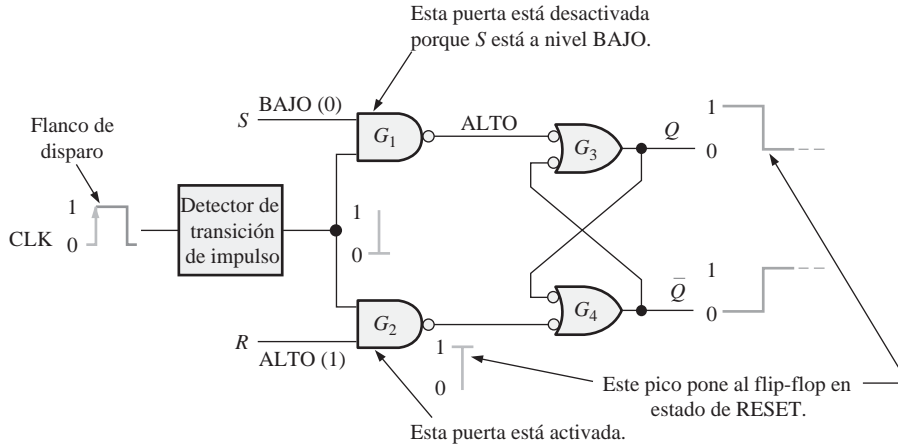 Esta puerta está desactivada
porque S está a nivel BAJO.
Flanco de
disparo
S
BAJO (0)
G1
ALTO
G3
Q
1
0
1
CLK
0
Detector de
transición
de impulso
1
0
G2
G4
Q̅
1
0
R
ALTO (1)
1
0
Este pico pone al flip-flop en
estado de RESET.
Esta puerta está activada.